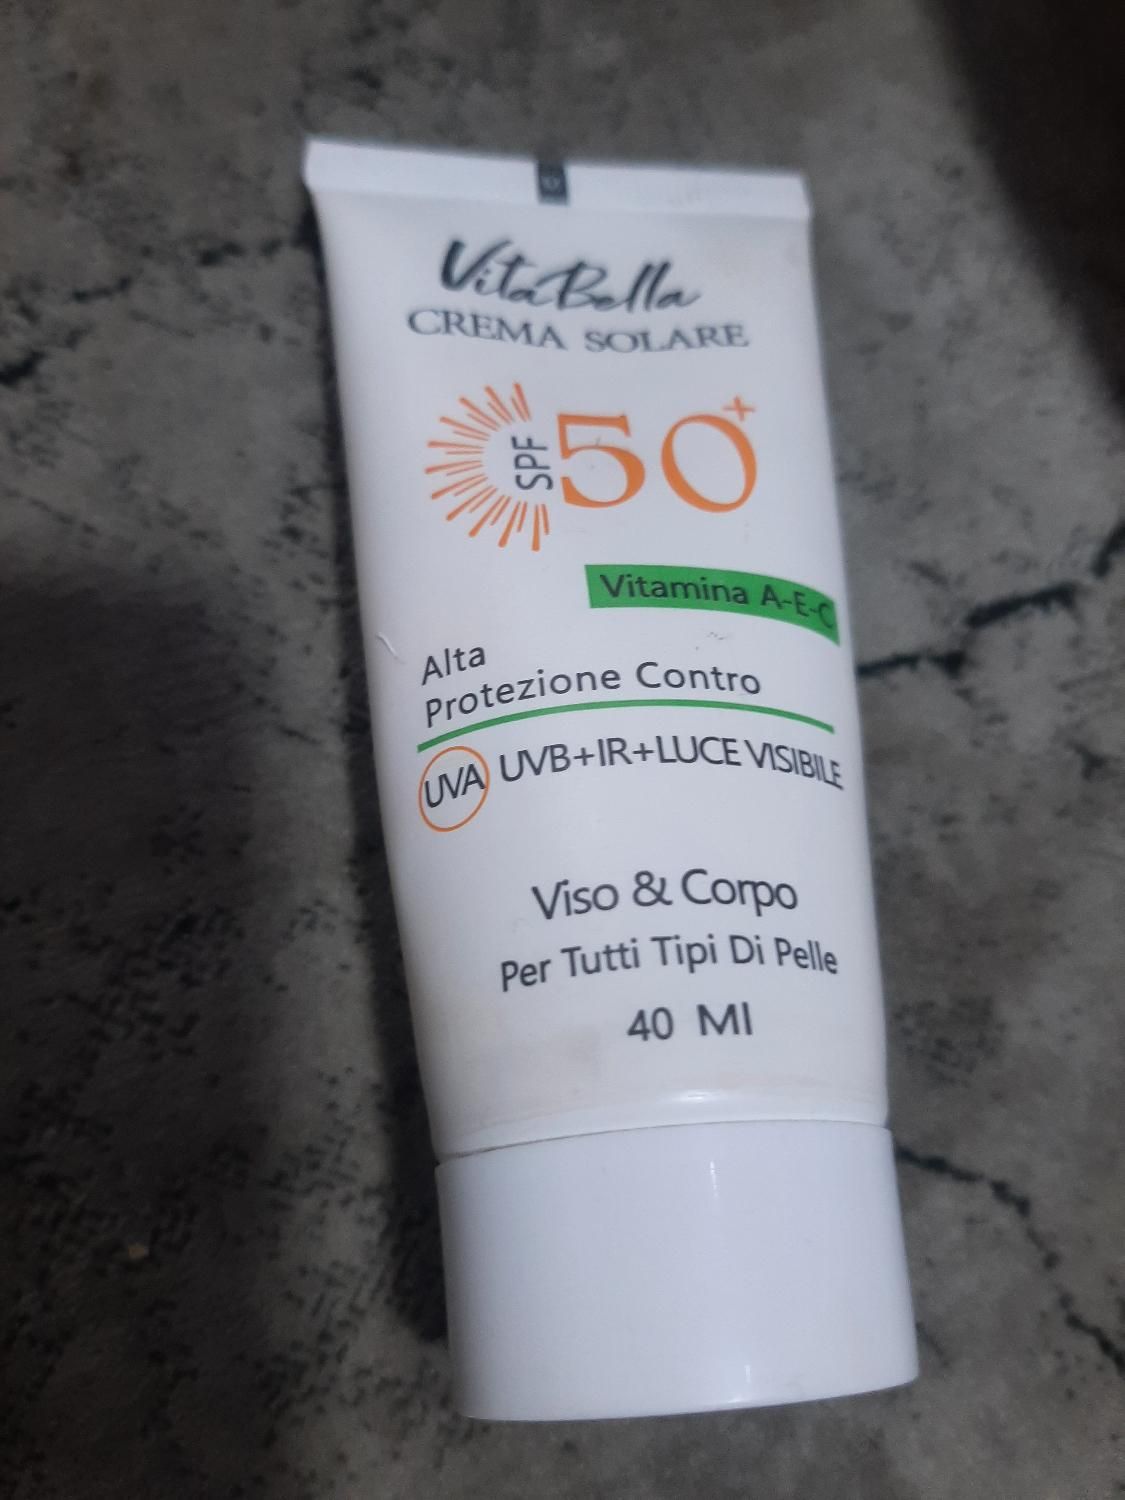 VitaBella
CREMA SOLARE
SPF 50+
Vitamina A-E-C
Alta
Protezione Contro
UVA UVB+IR+LUCE VISIBILE
Viso & Corpo
Per Tutti Tipi Di Pelle
40 Ml